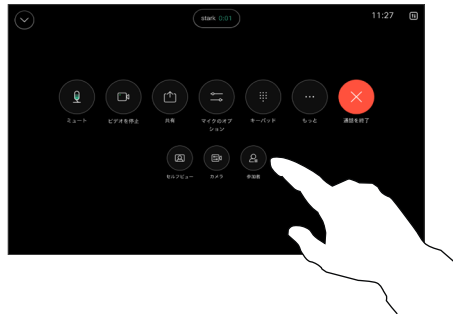 stark 0:01
11:27
ミュート
ビデオを停止
共有
マイクのオプ
ション
キーパッド
もっと
通話を終了
セルフビュー
カメラ
参加者